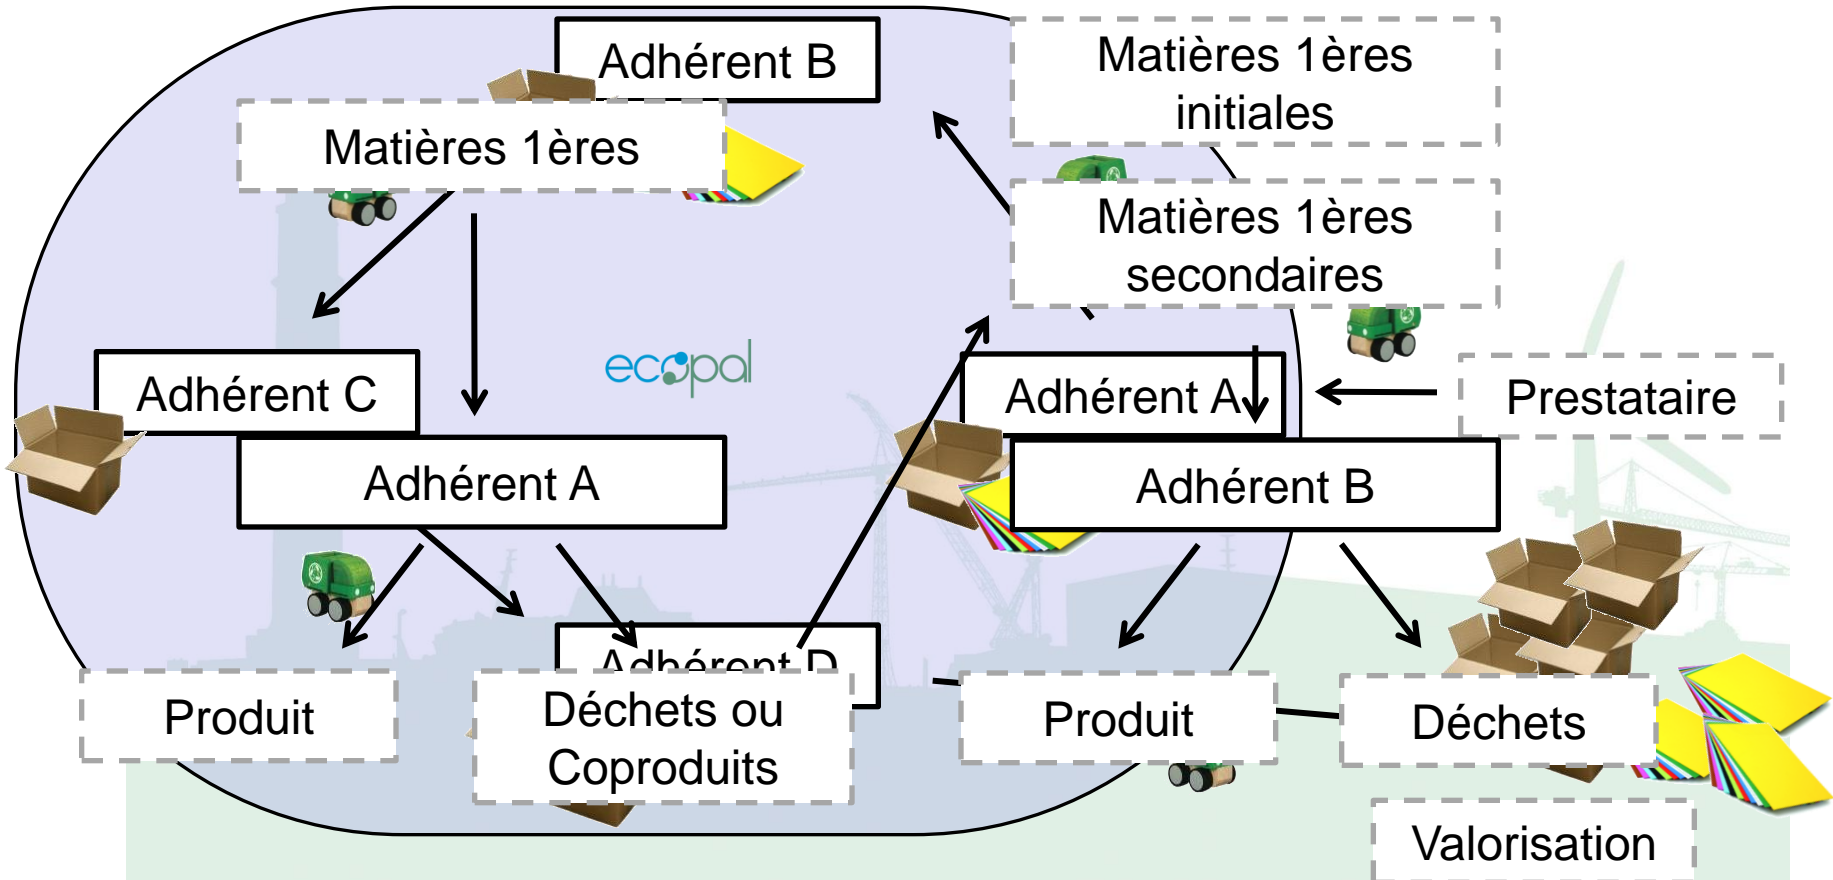 Adhérent B
Matières 1ères
initiales
Matières 1ères
Matières 1ères
secondaires
ecopal
Adhérent C
Adhérent A
Prestataire
Adhérent A
Adhérent B
Adhérent D
Produit
Déchets ou
Coproduits
Produit
Déchets
Valorisation